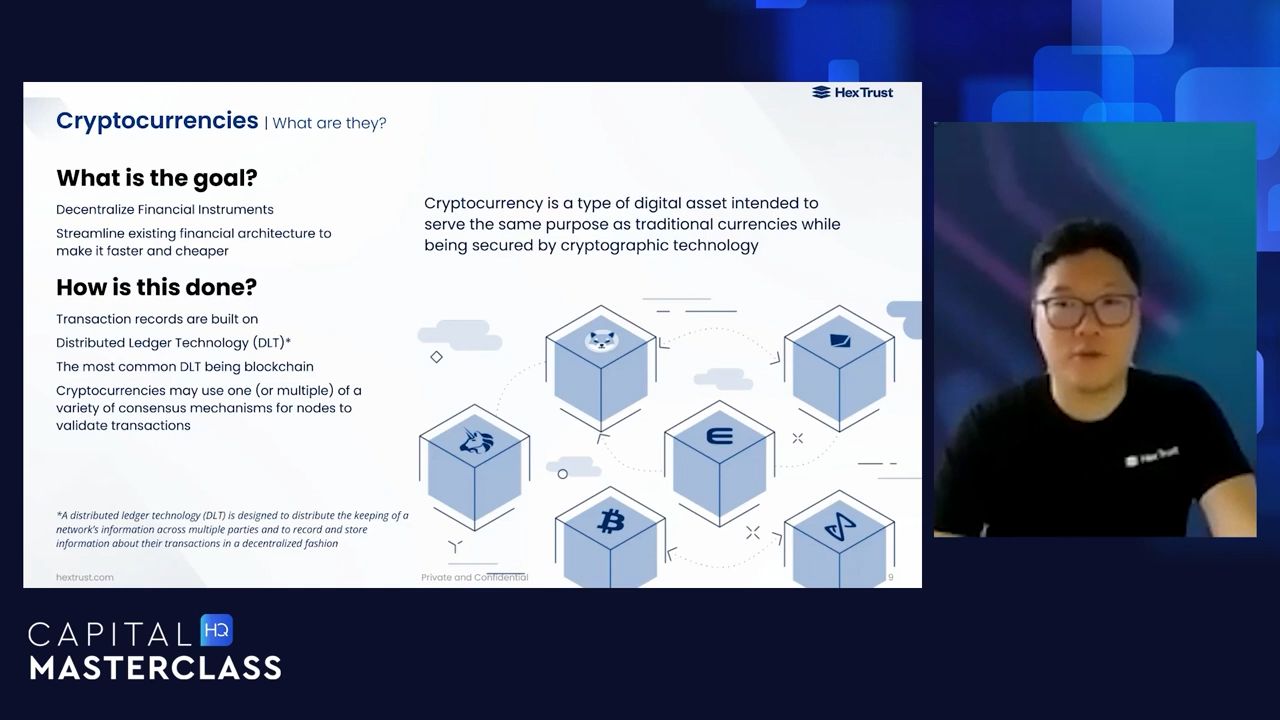 Hex Trust
Cryptocurrencies | What are they?
What is the goal?
Decentralize Financial Instruments
Streamline existing financial architecture to
make it faster and cheaper
How is this done?
Transaction records are built on
Distributed Ledger Technology (DLT)*
The most common DLT being blockchain
Cryptocurrencies may use one (or multiple) of a
variety of consensus mechanisms for nodes to
validate transactions
*A distributed ledger technology (DLT) is designed to distribute the keeping of a
network's information across multiple parties and to record and store
information about their transactions in a decentralized fashion
Cryptocurrency is a type of digital asset intended to
serve the same purpose as traditional currencies while
being secured by cryptographic technology
hextrust.com
Private and Confidential
9
Hex Trust
CAPITAL HQ
MASTERCLASS